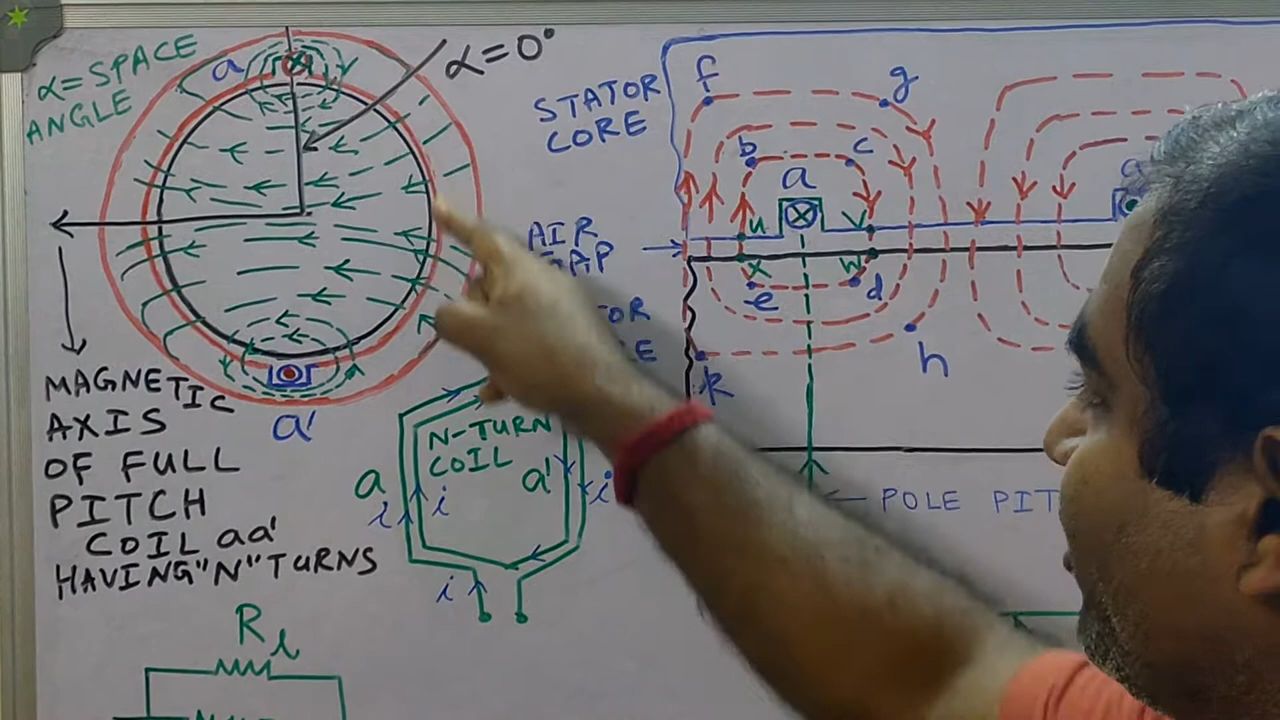 α=SPACE
ANGLE
a
α=0°
a'
MAGNETIC
AXIS
OF FULL
PITCH
COIL aa'
HAVING "N" TURNS
N-TURN
COIL
a
a'
i
i
i
i
R l
STATOR
CORE
AIR
f
g
b
c
a
u
v
x
w
e
d
h
k
POLE PIT